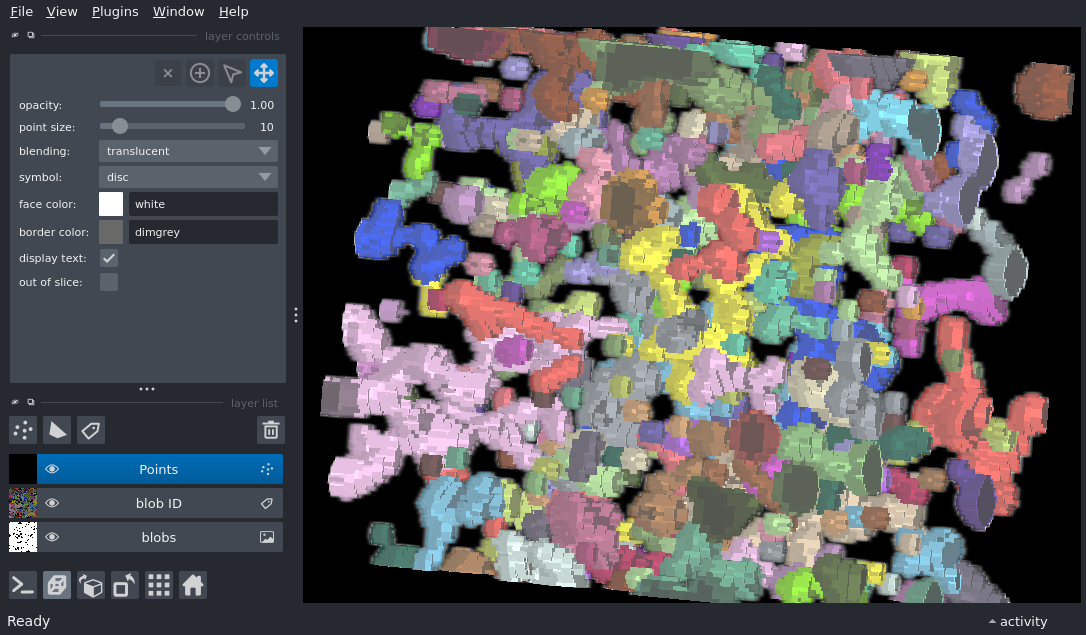 File View Plugins Window Help
layer controls
opacity: 1.00
point size: 10
blending: translucent
symbol: disc
face color: white
border color: dimgrey
display text:
out of slice:
layer list
Points
blob ID
blobs
Ready
activity